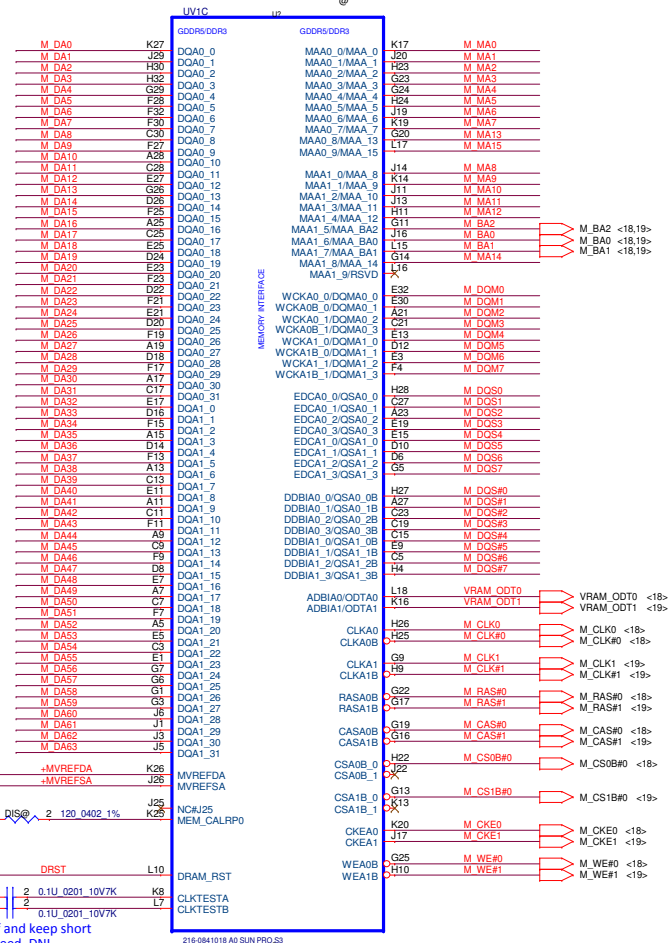 @
UV1C U?
GDDR5/DDR3 GDDR5/DDR3
M_DA0 K27 DQA0_0
M_DA1 J29 DQA0_1
M_DA2 H30 DQA0_2
M_DA3 H32 DQA0_3
M_DA4 G29 DQA0_4
M_DA5 F28 DQA0_5
M_DA6 F32 DQA0_6
M_DA7 F30 DQA0_7
M_DA8 C30 DQA0_8
M_DA9 F27 DQA0_9
M_DA10 A28 DQA0_10
M_DA11 C28 DQA0_11
M_DA12 E27 DQA0_12
M_DA13 G26 DQA0_13
M_DA14 D26 DQA0_14
M_DA15 F25 DQA0_15
M_DA16 A25 DQA0_16
M_DA17 C25 DQA0_17
M_DA18 E25 DQA0_18
M_DA19 D24 DQA0_19
M_DA20 E23 DQA0_20
M_DA21 F23 DQA0_21
M_DA22 D22 DQA0_22
M_DA23 F21 DQA0_23
M_DA24 E21 DQA0_24
M_DA25 D20 DQA0_25
M_DA26 F19 DQA0_26
M_DA27 A19 DQA0_27
M_DA28 D18 DQA0_28
M_DA29 F17 DQA0_29
M_DA30 A17 DQA0_30
M_DA31 C17 DQA0_31
M_DA32 E17 DQA1_0
M_DA33 D16 DQA1_1
M_DA34 F15 DQA1_2
M_DA35 A15 DQA1_3
M_DA36 D14 DQA1_4
M_DA37 F13 DQA1_5
M_DA38 A13 DQA1_6
M_DA39 C13 DQA1_7
M_DA40 E11 DQA1_8
M_DA41 A11 DQA1_9
M_DA42 C11 DQA1_10
M_DA43 F11 DQA1_11
M_DA44 A9 DQA1_12
M_DA45 C9 DQA1_13
M_DA46 F9 DQA1_14
M_DA47 D8 DQA1_15
M_DA48 E7 DQA1_16
M_DA49 A7 DQA1_17
M_DA50 C7 DQA1_18
M_DA51 F7 DQA1_19
M_DA52 A5 DQA1_20
M_DA53 E5 DQA1_21
M_DA54 C3 DQA1_22
M_DA55 E1 DQA1_23
M_DA56 G7 DQA1_24
M_DA57 G6 DQA1_25
M_DA58 G1 DQA1_26
M_DA59 G3 DQA1_27
M_DA60 J6 DQA1_28
M_DA61 J1 DQA1_29
M_DA62 J3 DQA1_30
M_DA63 J5 DQA1_31
+MVREFDA K26 MVREFDA
+MVREFSA J26 MVREFSA
J25 NC#J25
DIS@ 2 120_0402_1% K25 MEM_CALRP0
DRST L10 DRAM_RST
2 0.1U_0201_10V7K K8 CLKTESTA
2 L7 CLKTESTB
0.1U_0201_10V7K
and keep short
MEMORY INTERFACE
MAA0_0/MAA_0 K17 M_MA0
MAA0_1/MAA_1 J20 M_MA1
MAA0_2/MAA_2 H23 M_MA2
MAA0_3/MAA_3 G23 M_MA3
MAA0_4/MAA_4 G24 M_MA4
MAA0_5/MAA_5 H24 M_MA5
MAA0_6/MAA_6 J19 M_MA6
MAA0_7/MAA_7 K19 M_MA7
MAA0_8/MAA_13 G20 M_MA13
MAA0_9/MAA_15 L17 M_MA15
MAA1_0/MAA_8 J14 M_MA8
MAA1_1/MAA_9 K14 M_MA9
MAA1_2/MAA_10 J11 M_MA10
MAA1_3/MAA_11 J13 M_MA11
MAA1_4/MAA_12 H11 M_MA12
MAA1_5/MAA_BA2 G11 M_BA2 M_BA2 <18,19>
MAA1_6/MAA_BA0 J16 M_BA0 M_BA0 <18,19>
MAA1_7/MAA_BA1 L15 M_BA1 M_BA1 <18,19>
MAA1_8/MAA_14 G14 M_MA14
MAA1_9/RSVD L16
WCKA0_0/DQMA0_0 E32 M_DQM0
WCKA0B_0/DQMA0_1 E30 M_DQM1
WCKA0_1/DQMA0_2 A21 M_DQM2
WCKA0B_1/DQMA0_3 C21 M_DQM3
WCKA1_0/DQMA1_0 E13 M_DQM4
WCKA1B_0/DQMA1_1 D12 M_DQM5
WCKA1_1/DQMA1_2 E3 M_DQM6
WCKA1B_1/DQMA1_3 F4 M_DQM7
EDCA0_0/QSA0_0 H28 M_DQS0
EDCA0_1/QSA0_1 C27 M_DQS1
EDCA0_2/QSA0_2 A23 M_DQS2
EDCA0_3/QSA0_3 E19 M_DQS3
EDCA1_0/QSA1_0 E15 M_DQS4
EDCA1_1/QSA1_1 D10 M_DQS5
EDCA1_2/QSA1_2 D6 M_DQS6
EDCA1_3/QSA1_3 G5 M_DQS7
DDBIA0_0/QSA0_0B H27 M_DQS#0
DDBIA0_1/QSA0_1B A27 M_DQS#1
DDBIA0_2/QSA0_2B C23 M_DQS#2
DDBIA0_3/QSA0_3B C19 M_DQS#3
DDBIA1_0/QSA1_0B C15 M_DQS#4
DDBIA1_1/QSA1_1B E9 M_DQS#5
DDBIA1_2/QSA1_2B C5 M_DQS#6
DDBIA1_3/QSA1_3B H4 M_DQS#7
ADBIA0/ODTA0 L18 VRAM_ODT0 VRAM_ODT0 <18>
ADBIA1/ODTA1 K16 VRAM_ODT1 VRAM_ODT1 <19>
CLKA0 H26 M_CLK0 M_CLK0 <18>
CLKA0B H25 M_CLK#0 M_CLK#0 <18>
CLKA1 G9 M_CLK1 M_CLK1 <19>
CLKA1B H9 M_CLK#1 M_CLK#1 <19>
RASA0B G22 M_RAS#0 M_RAS#0 <18>
RASA1B G17 M_RAS#1 M_RAS#1 <19>
CASA0B G19 M_CAS#0 M_CAS#0 <18>
CASA1B G16 M_CAS#1 M_CAS#1 <19>
CSA0B_0 H22 M_CS0B#0 M_CS0B#0 <18>
CSA0B_1 J22
CSA1B_0 G13 M_CS1B#0 M_CS1B#0 <19>
CSA1B_1 K13
CKEA0 K20 M_CKE0 M_CKE0 <18>
CKEA1 J17 M_CKE1 M_CKE1 <19>
WEA0B G25 M_WE#0 M_WE#0 <18>
WEA1B H10 M_WE#1 M_WE#1 <19>
216-0841018 A0 SUN PRO S3